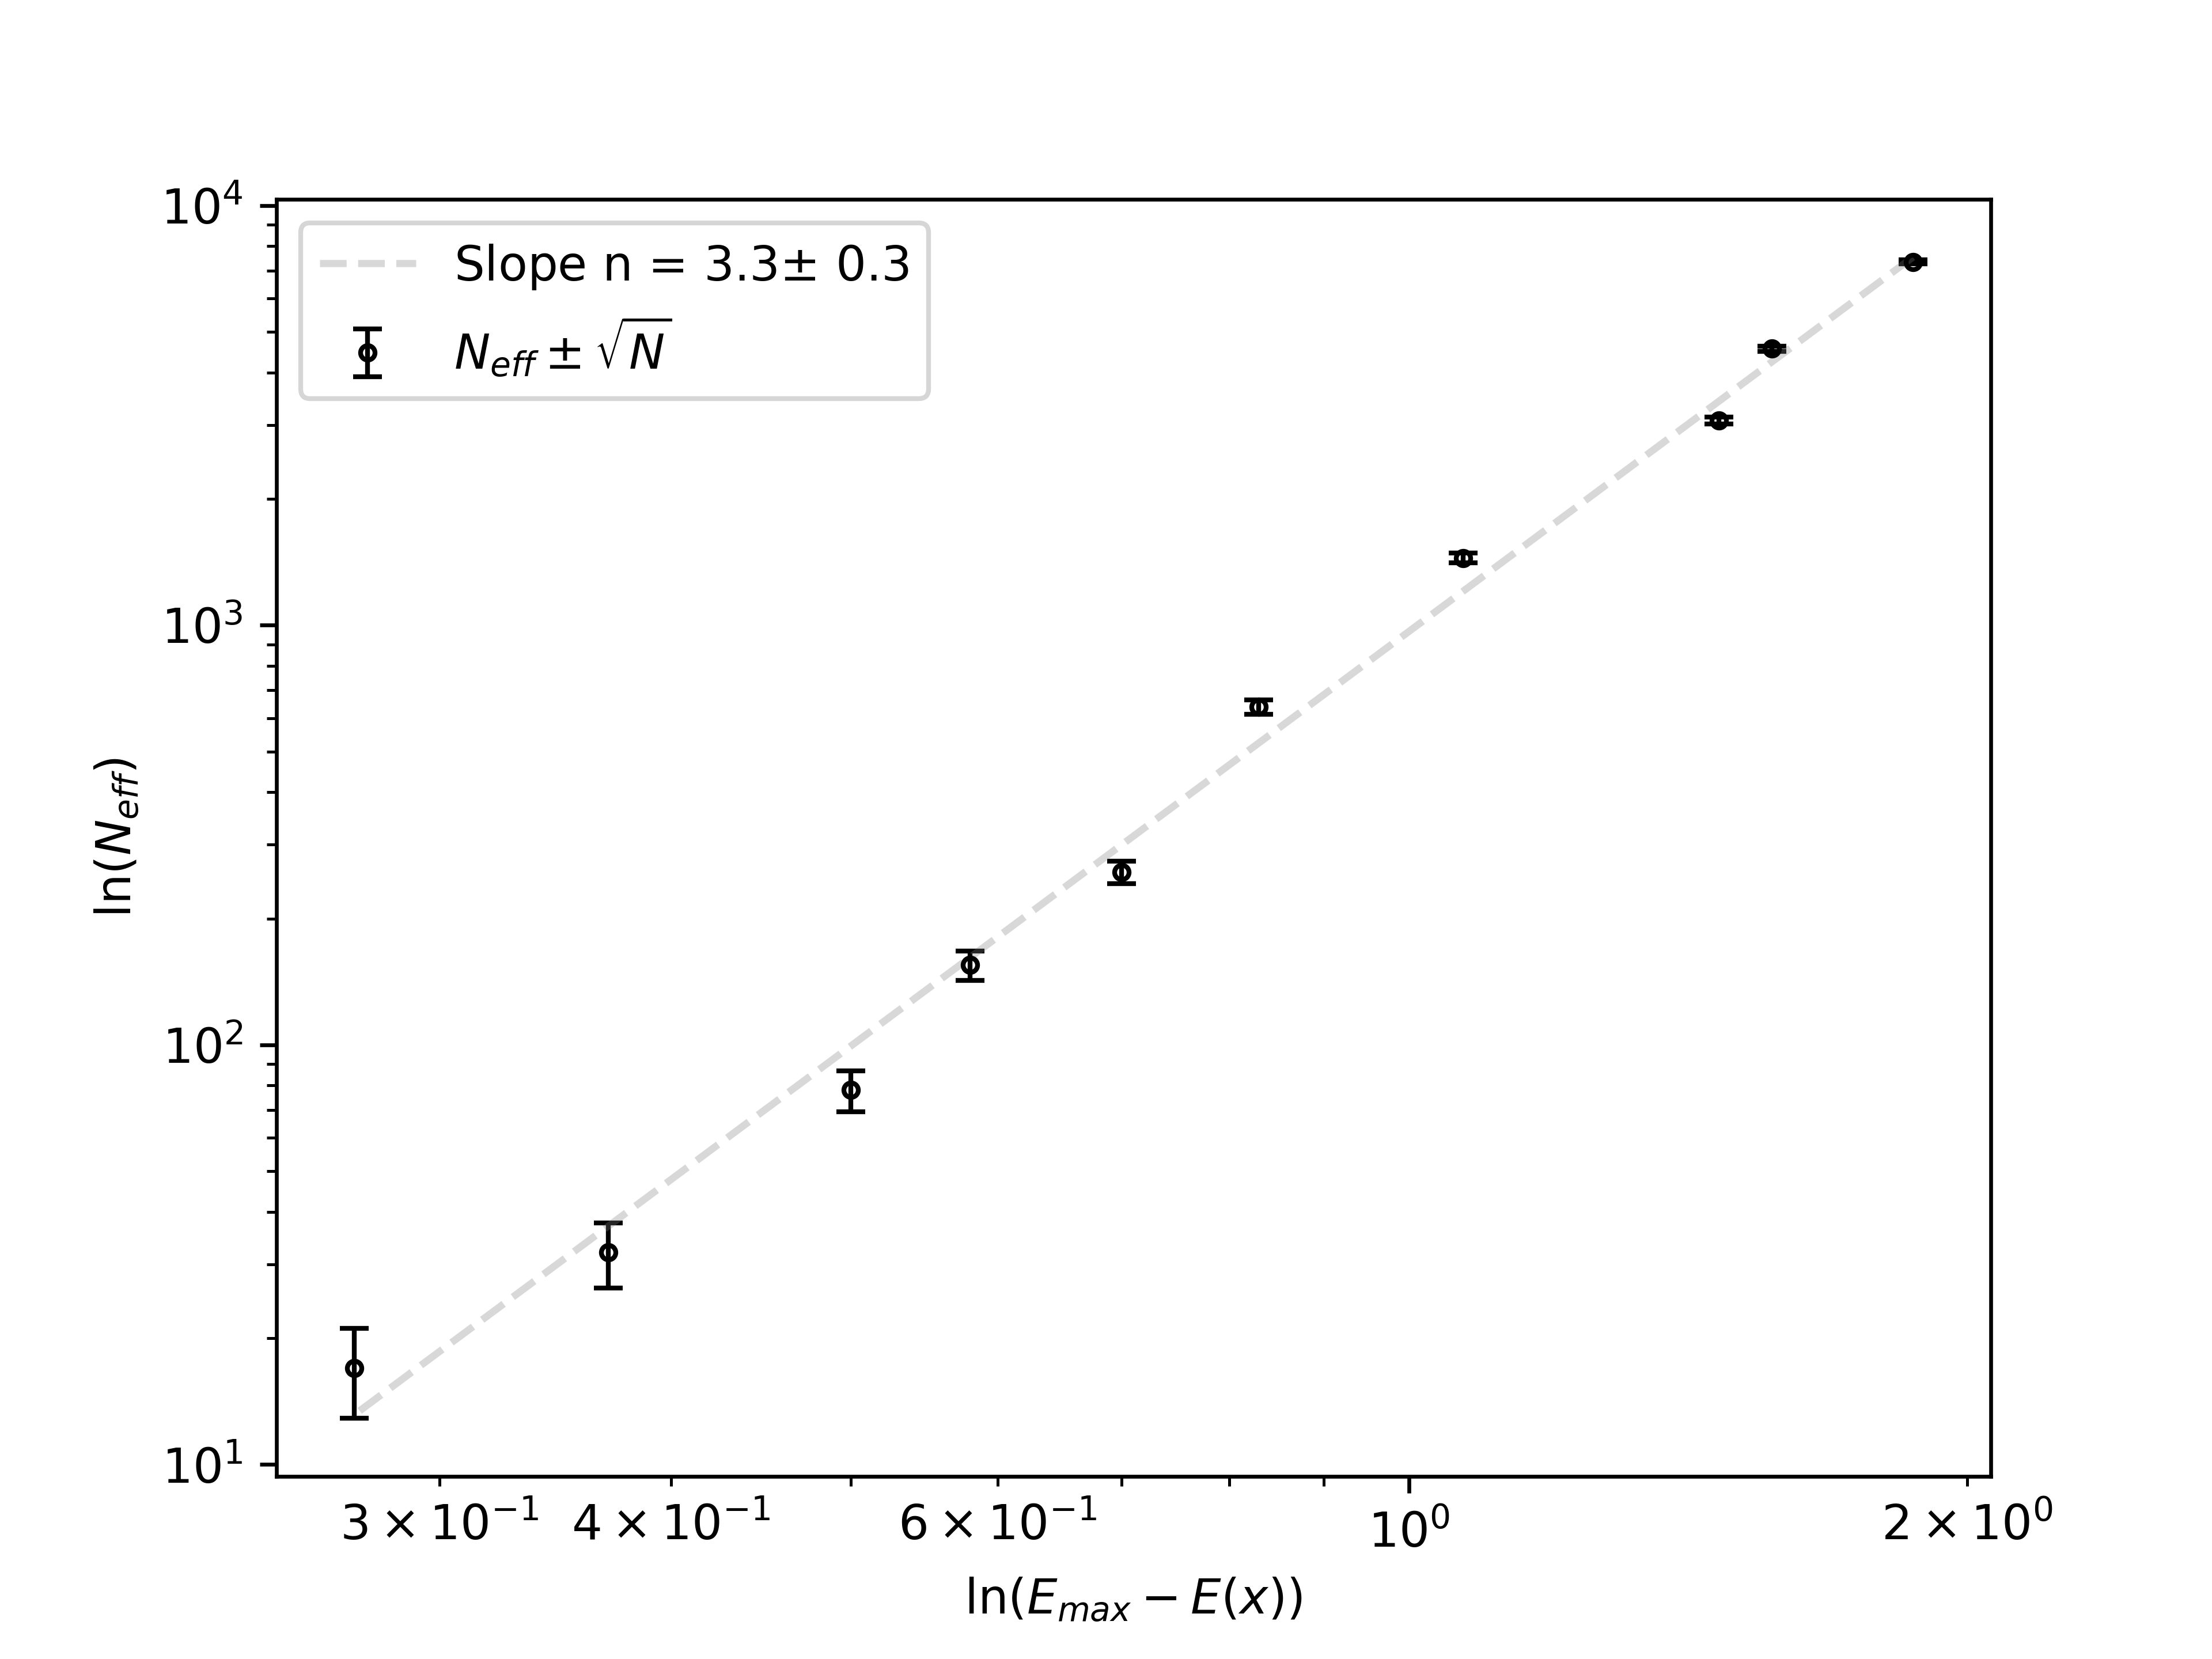 10^4
10^3
10^2
10^1
ln(N_eff)
Slope n = 3.3± 0.3
N_eff ± √N
3 × 10^−1
4 × 10^−1
6 × 10^−1
10^0
2 × 10^0
ln(E_max − E(x))